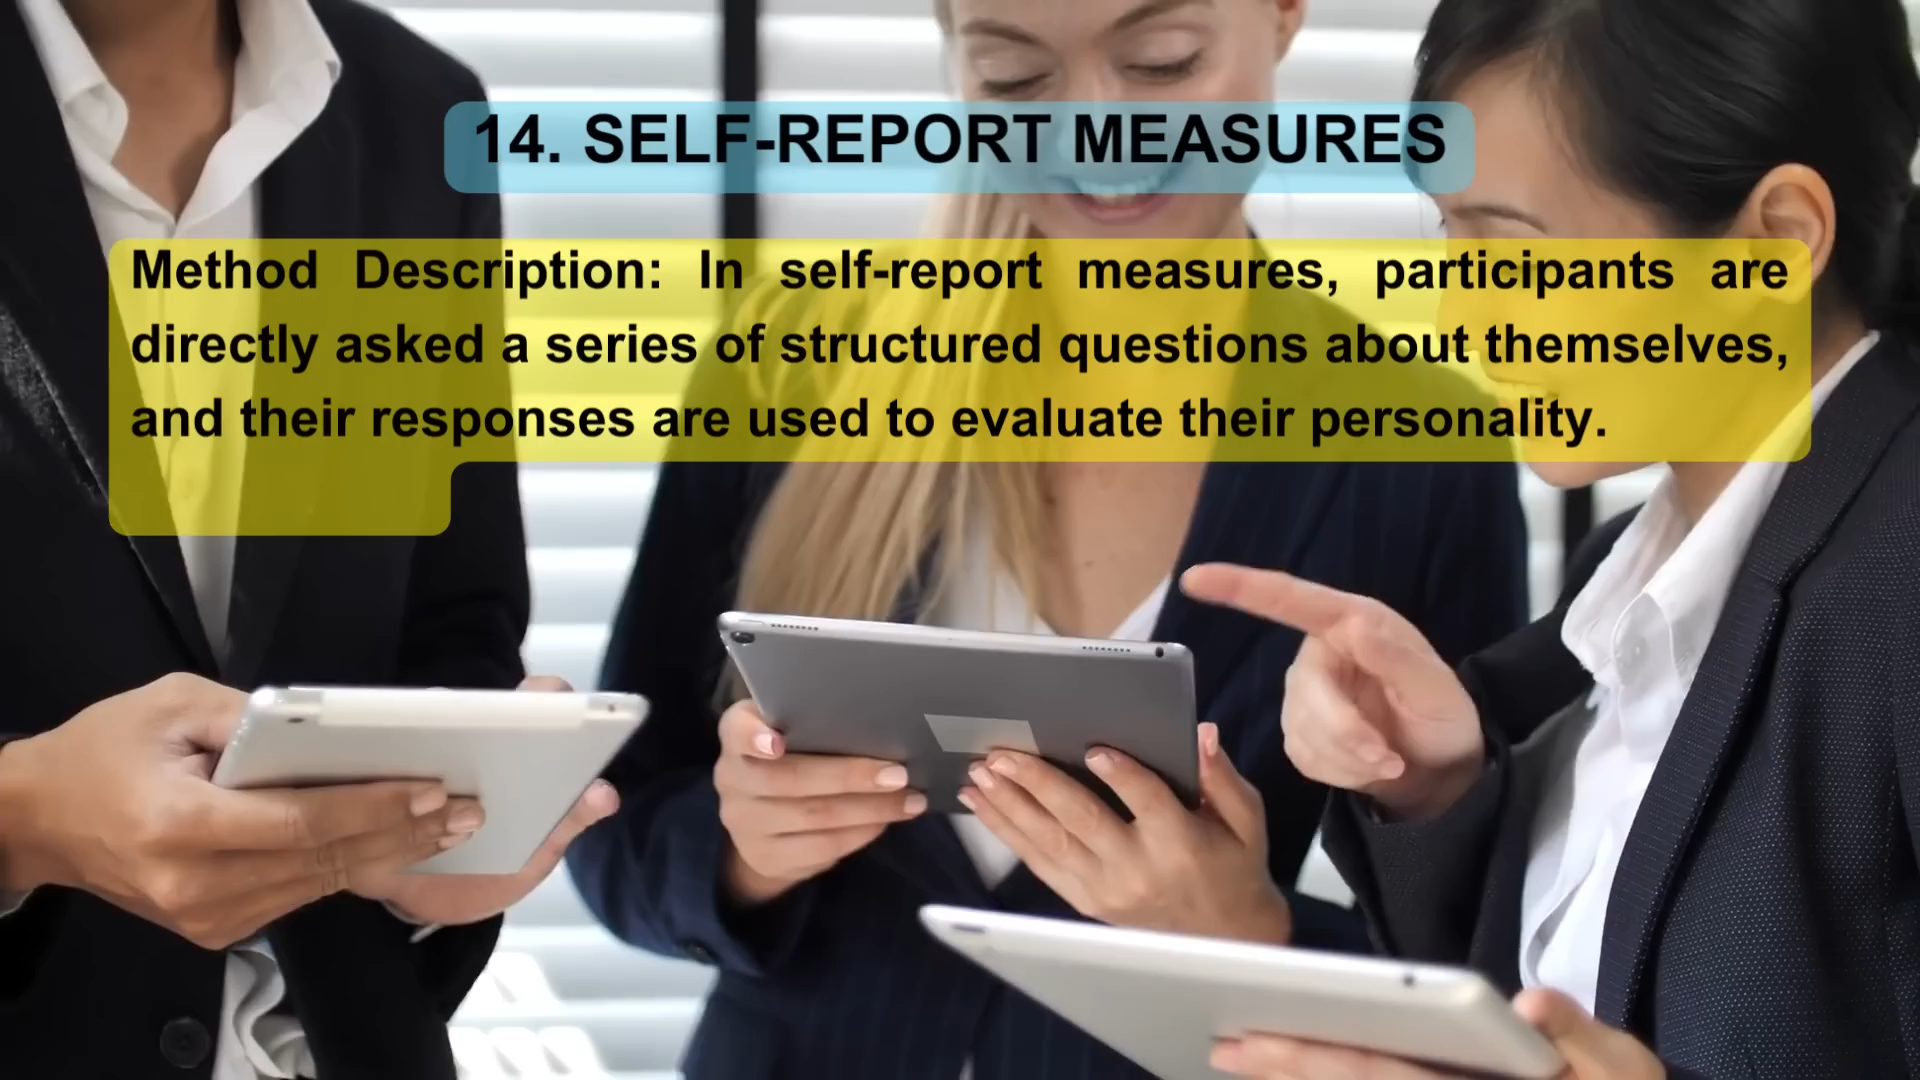 14. SELF-REPORT MEASURES
Method Description: In self-report measures, participants are
directly asked a series of structured questions about themselves,
and their responses are used to evaluate their personality.